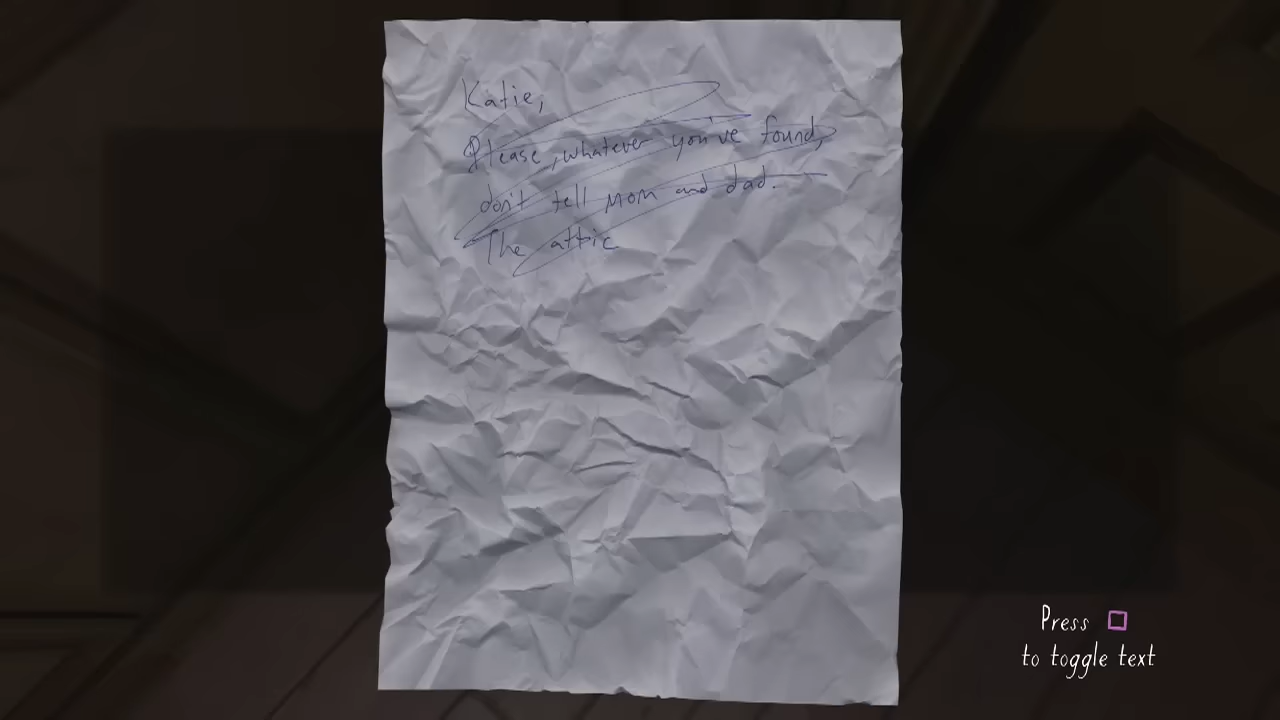 Katie,
Please, whatever you've found,
don't tell Mom and dad.
The attic
Press
to toggle text